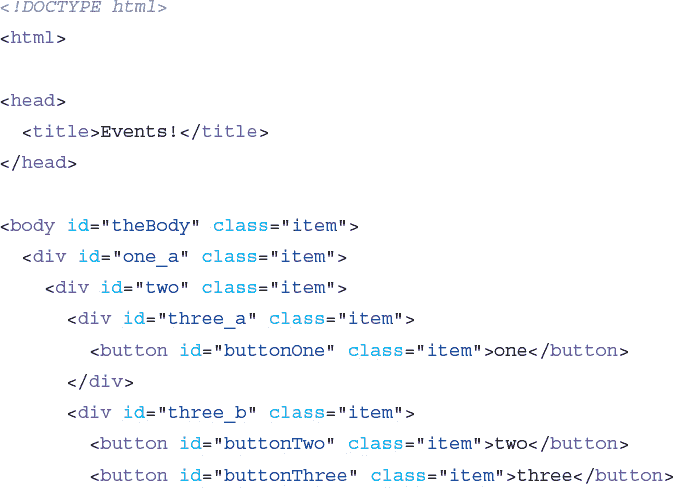 <!DOCTYPE html>
<html>
<head>
<title>Events!</title>
</head>
<body id="theBody" class="item">
<div id="one_a" class="item">
<div id="two" class="item">
<div id="three_a" class="item">
<button id="buttonOne" class="item">one</button>
</div>
<div id="three_b" class="item">
<button id="buttonTwo" class="item">two</button>
<button id="buttonThree" class="item">three</button>